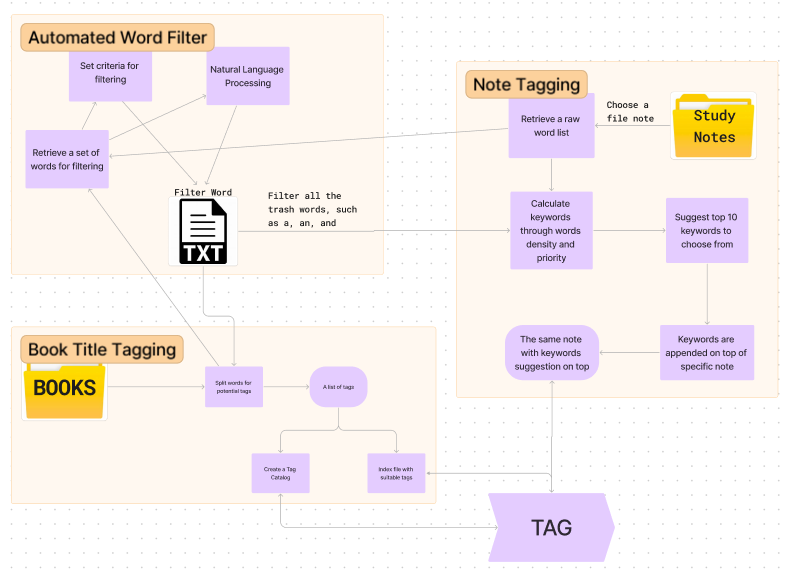 Automated Word Filter
Set criteria for
filtering
Natural Language
Processing
Retrieve a set of
words for filtering
Filter Word
TXT
Filter all the
trash words, such
as a, an, and
Note Tagging
Retrieve a raw
word list
Choose a
file note
Study
Notes
Calculate
keywords
through words
density and
priority
Suggest top 10
keywords to
choose from
The same note
with keywords
suggestion on top
Keywords are
appended on top of
specific note
Book Title Tagging
BOOKS
Split words for
potential tags
A list of tags
Create a Tag
Catalog
Index file with
suitable tags
TAG